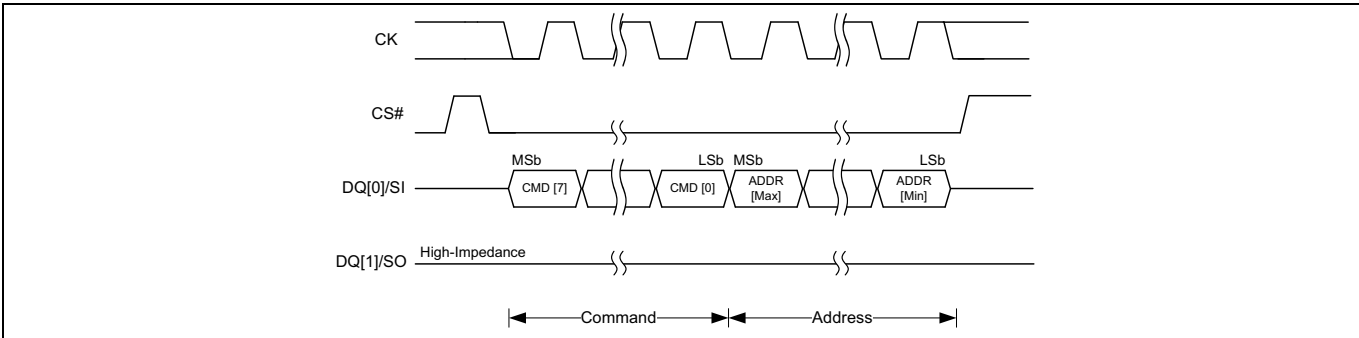 CK
CS#
MSb LSb MSb LSb
DQ[0]/SI CMD [7] CMD [0] ADDR [Max] ADDR [Min]
DQ[1]/SO High-Impedance
Command Address